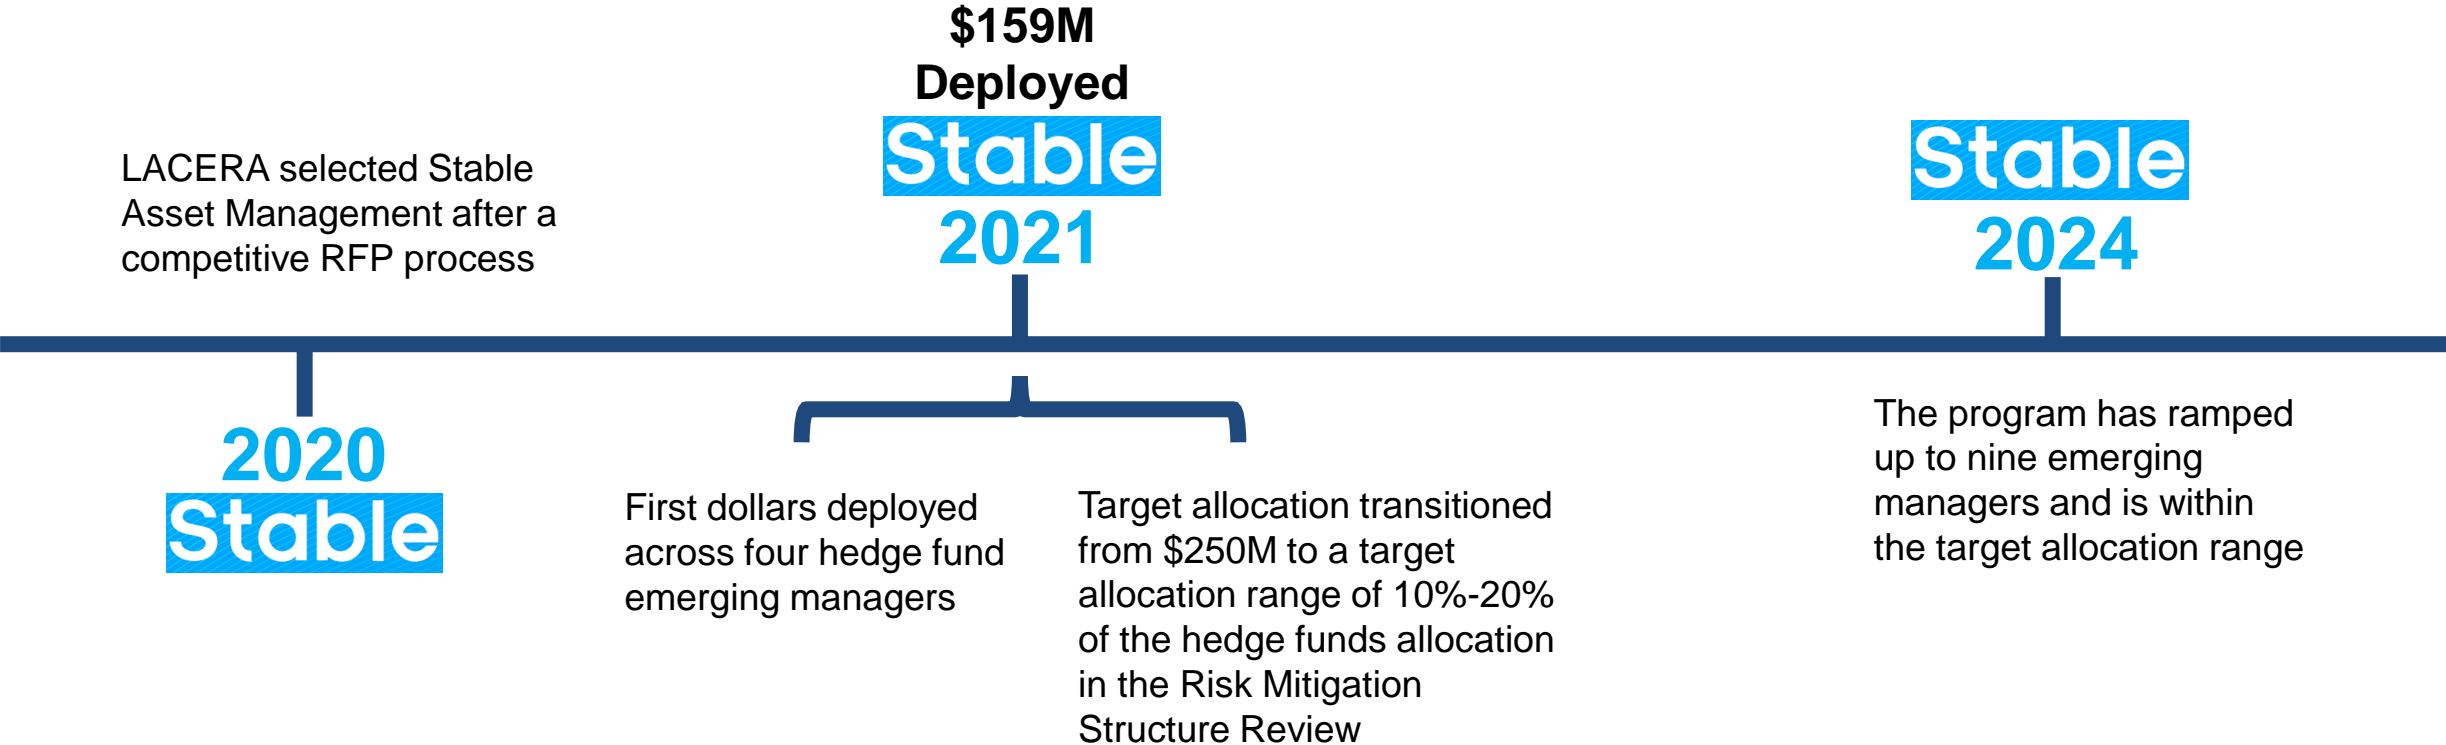 LACERA selected Stable
Asset Management after a
competitive RFP process
2020
Stable
$159M
Deployed
Stable
2021
First dollars deployed
across four hedge fund
emerging managers
Target allocation transitioned
from $250M to a target
allocation range of 10%-20%
of the hedge funds allocation
in the Risk Mitigation
Structure Review
Stable
2024
The program has ramped
up to nine emerging
managers and is within
the target allocation range